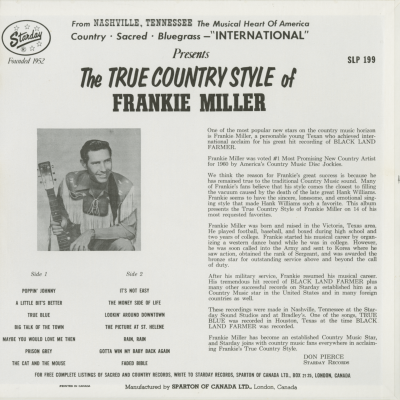 From NASHVILLE, TENNESSEE The Musical Heart Of America
Country · Sacred · Bluegrass — "INTERNATIONAL"
Starday
Founded 1952
Presents
SLP 199
The TRUE COUNTRY STYLE of
FRANKIE MILLER
One of the most popular new stars on the country music horizon
is Frankie Miller, a personable young Texan who achieved inter-
national acclaim for his great hit recording of BLACK LAND
FARMER.
Frankie Miller was voted #1 Most Promising New Country Artist
for 1960 by America's Country Music Disc Jockies.
We think the reason for Frankie's great success is because he
has remained true to the traditional Country Music sound. Many
of Frankie's fans believe that his style comes the closest to filling
the vacuum caused by the death of the late great Hank Williams.
Frankie seems to have the sincere, lonesome, and emotional sing-
ing style that made Hank Williams such a favorite. This album
presents the True Country Style of Frankie Miller on 14 of his
most requested favorites.
Frankie Miller was born and raised in the Victoria, Texas area.
He played football, baseball, and boxed during high school and
two years of college. Frankie started his musical career by organ-
izing a western dance band while he was in college. However,
he was soon called into the Army and sent to Korea where he
saw action, obtained the rank of Sergeant, and was awarded the
bronze star for outstanding service above and beyond the call
of duty.
After his military service, Frankie resumed his musical career.
His tremendous hit record of BLACK LAND FARMER plus
many other successful records on Starday established him as a
Country Music star in the United States and in many foreign
countries as well.
These recordings were made in Nashville, Tennessee at the Star-
day Sound Studios and at Bradley's. One of the songs, TRUE
BLUE was recorded in Houston, Texas at the time BLACK
LAND FARMER was recorded.
Frankie Miller has become an established Country Music Star,
and Starday joins with country music fans everywhere in acclaim-
ing Frankie's True Country Style.
DON PIERCE
Starday Records
Side 1
POPPIN' JOHNNY
A LITTLE BIT'S BETTER
TRUE BLUE
BIG TALK OF THE TOWN
MAYBE YOU WOULD LOVE ME THEN
PRISON GREY
THE CAT AND THE MOUSE
Side 2
IT'S NOT EASY
THE MONEY SIDE OF LIFE
LOOKIN' AROUND DOWNTOWN
THE PICTURE AT ST. HELENE
RAIN, RAIN
GOTTA WIN MY BABY BACK AGAIN
FADED BIBLE
FOR FREE COMPLETE LISTINGS OF SACRED AND COUNTRY RECORDS, WRITE TO STARDAY RECORDS, SPARTON OF CANADA LTD., LONDON, CANADA
PRINTED IN CANADA
Manufactured by SPARTON OF CANADA LTD., London, Canada